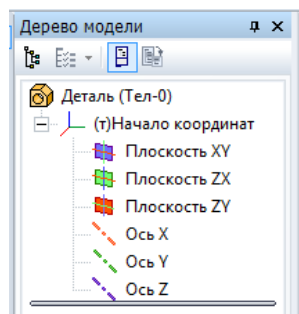 Дерево модели
Деталь (Тел-0)
(т)Начало координат
Плоскость XY
Плоскость ZX
Плоскость ZY
Ось X
Ось Y
Ось Z